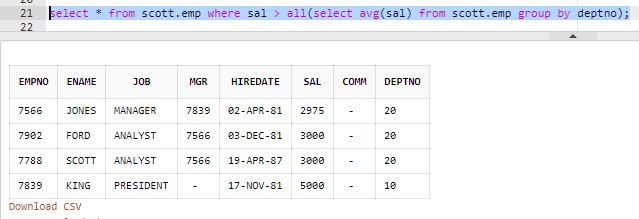 21 select * from scott.emp where sal > all(select avg(sal) from scott.emp group by deptno);
22
EMPNO ENAME JOB MGR HIREDATE SAL COMM DEPTNO
7566 JONES MANAGER 7839 02-APR-81 2975 - 20
7902 FORD ANALYST 7566 03-DEC-81 3000 - 20
7788 SCOTT ANALYST 7566 19-APR-87 3000 - 20
7839 KING PRESIDENT - 17-NOV-81 5000 - 10
Download CSV